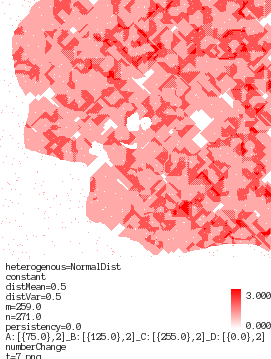 heterogenous=NormalDist
constant
distMean=0.5
distVar=0.5
m=259.0
n=271.0
persistency=0.0
A:[{75.0},2]_B:[{125.0},2]_C:[{255.0},2]_D:[{0.0},2]
numberChange
t=7.png
3.000
0.000